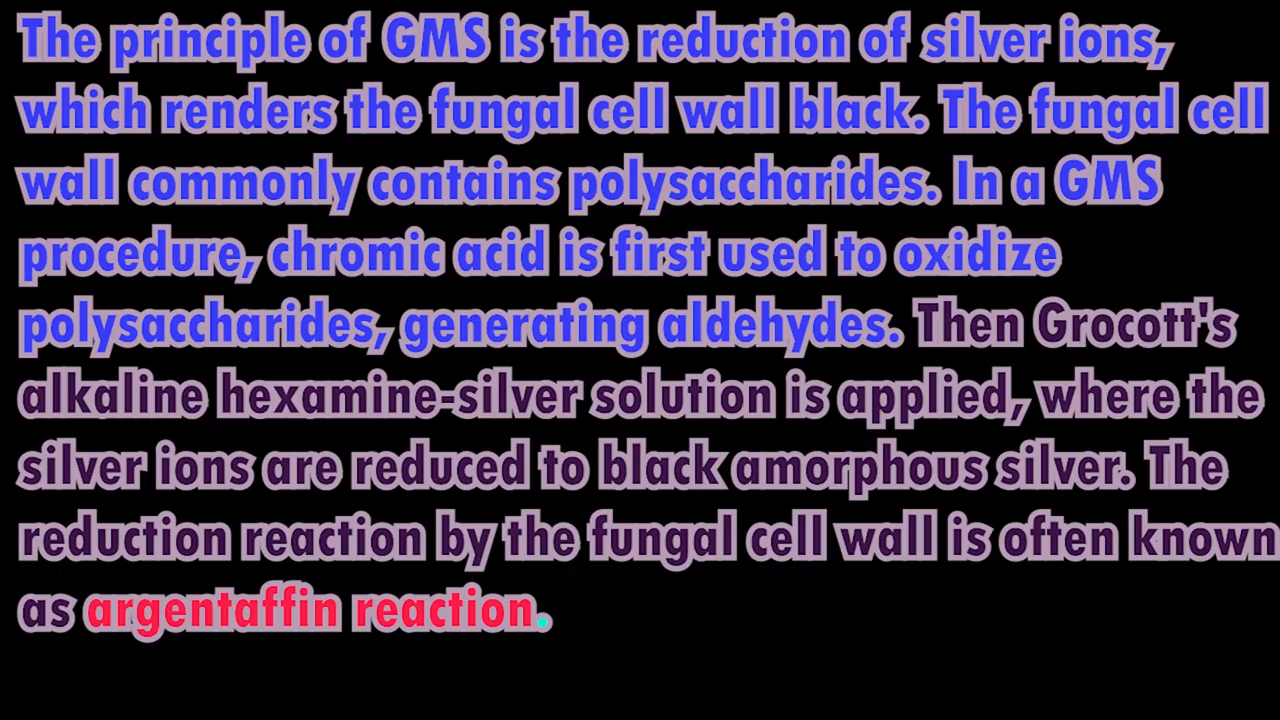 The principle of GMS is the reduction of silver ions,
which renders the fungal cell wall black. The fungal cell
wall commonly contains polysaccharides. In a GMS
procedure, chromic acid is first used to oxidize
polysaccharides, generating aldehydes. Then Grocott's
alkaline hexamine-silver solution is applied, where the
silver ions are reduced to black amorphous silver. The
reduction reaction by the fungal cell wall is often known
as argentaffin reaction.